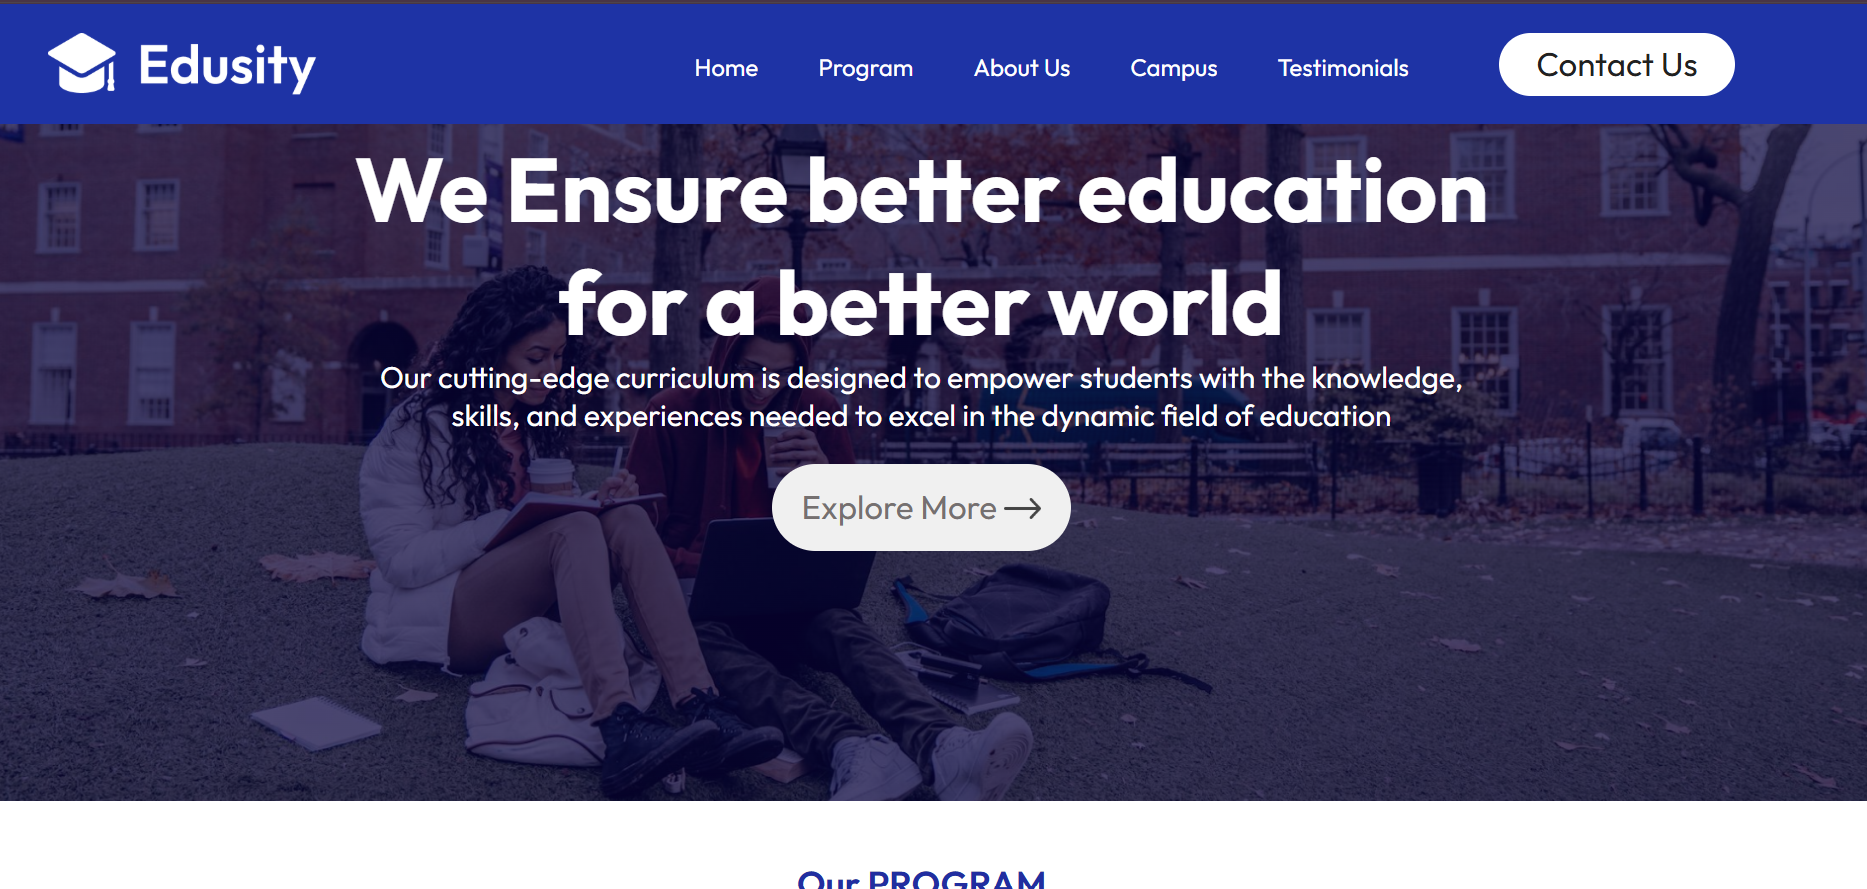 Edusity
Home
Program
About Us
Campus
Testimonials
Contact Us
We Ensure better education
for a better world
Our cutting-edge curriculum is designed to empower students with the knowledge,
skills, and experiences needed to excel in the dynamic field of education
Explore More
Our PROGRAM